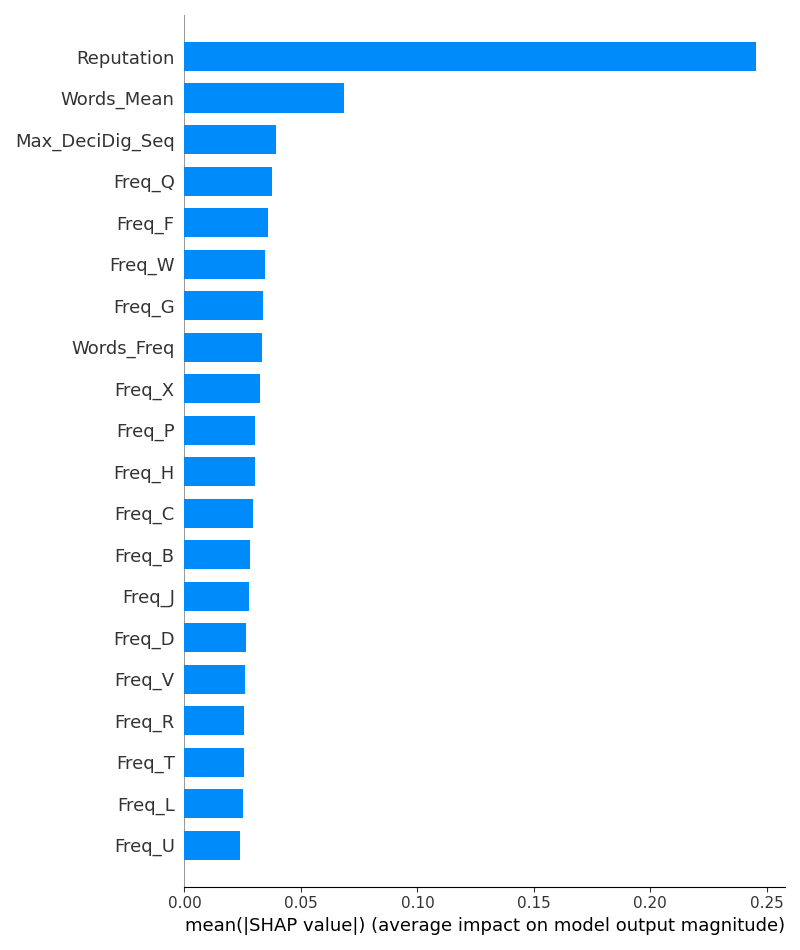 Reputation
Words_Mean
Max_DeciDig_Seq
Freq_Q
Freq_F
Freq_W
Freq_G
Words_Freq
Freq_X
Freq_P
Freq_H
Freq_C
Freq_B
Freq_J
Freq_D
Freq_V
Freq_R
Freq_T
Freq_L
Freq_U
0.00 0.05 0.10 0.15 0.20 0.25
mean(|SHAP value|) (average impact on model output magnitude)